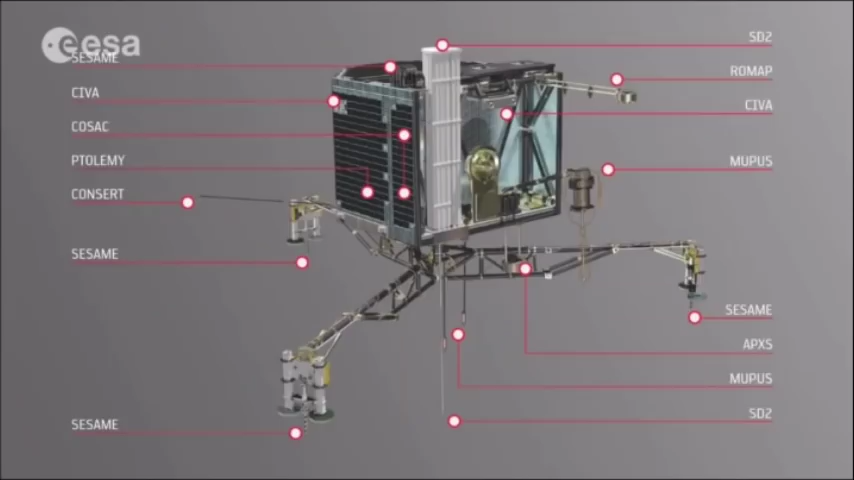 esa
SESAME
CIVA
COSAC
PTOLEMY
CONSERT
SESAME
SESAME
SD2
ROMAP
CIVA
MUPUS
SESAME
APXS
MUPUS
SD2